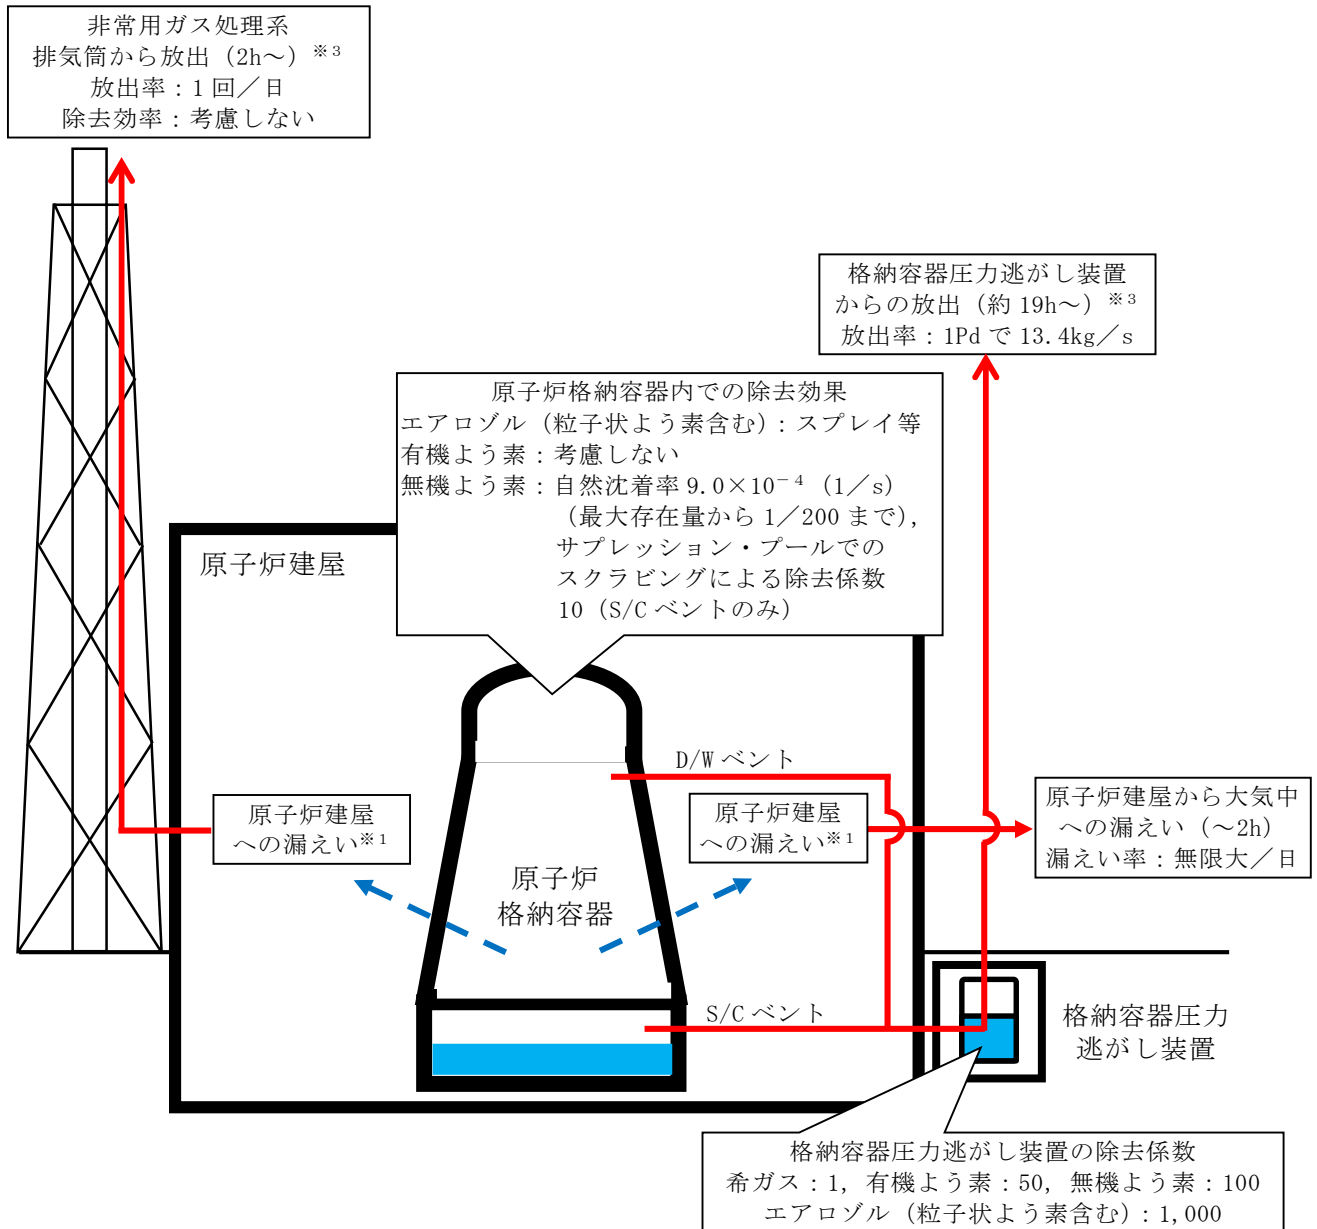 非常用ガス処理系
排気筒から放出（2h～）※3
放出率：1回／日
除去効率：考慮しない
格納容器圧力逃がし装置
からの放出（約19h～）※3
放出率：1Pdで13.4kg／s
原子炉格納容器内での除去効果
エアロゾル（粒子状よう素含む）：スプレイ等
有機よう素：考慮しない
無機よう素：自然沈着率9.0×10⁻⁴（1／s）
（最大存在量から1／200まで），
サプレッション・プールでの
スクラビングによる除去係数
10（S/Cベントのみ）
原子炉建屋
D/Wベント
原子炉建屋
への漏えい※1
原子炉建屋
への漏えい※1
原子炉建屋から大気中
への漏えい（～2h）
漏えい率：無限大／日
原子炉
格納容器
S/Cベント
格納容器圧力
逃がし装置
格納容器圧力逃がし装置の除去係数
希ガス：1，有機よう素：50，無機よう素：100
エアロゾル（粒子状よう素含む）：1,000